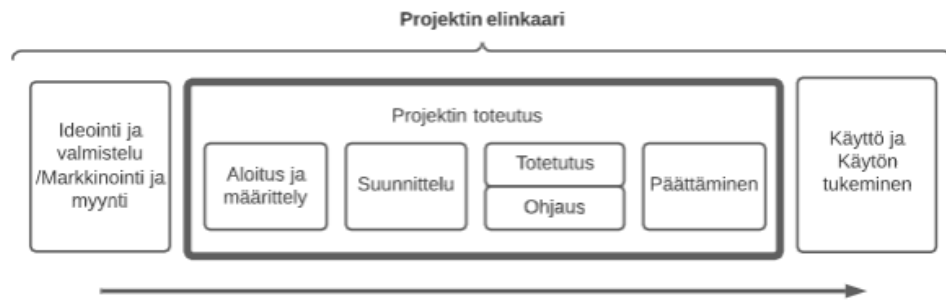 Projektin elinkaari
Ideointi ja
valmistelu
/Markkinointi ja
myynti
Projektin toteutus
Aloitus ja
määrittely
Suunnittelu
Totetutus
Ohjaus
Päättäminen
Käyttö ja
Käytön
tukeminen